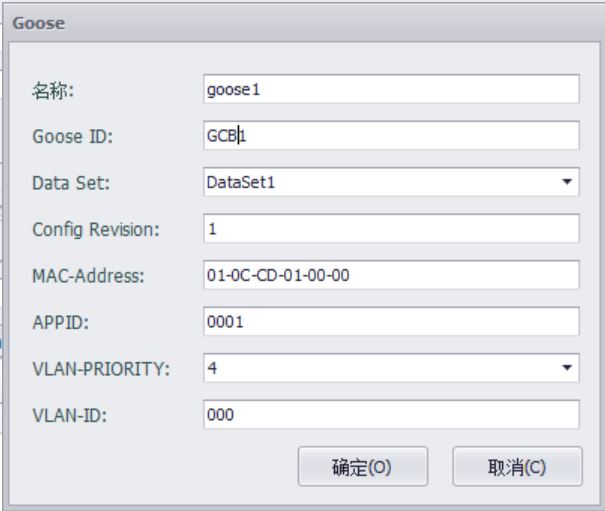 Goose
名称: goose1
Goose ID: GCB1
Data Set: DataSet1
Config Revision: 1
MAC-Address: 01-0C-CD-01-00-00
APPID: 0001
VLAN-PRIORITY: 4
VLAN-ID: 000
确定(O) 取消(C)